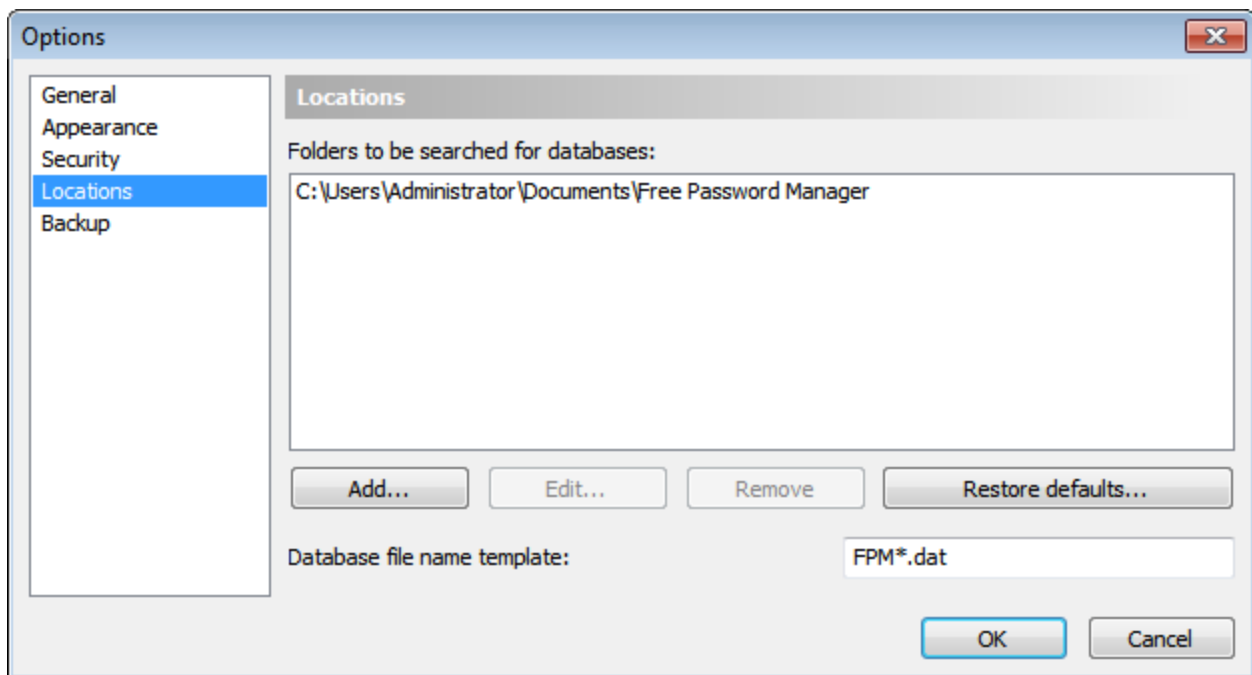 Options
General
Appearance
Security
Locations
Backup
Locations
Folders to be searched for databases:
C:\Users\Administrator\Documents\Free Password Manager
Add...
Edit...
Remove
Restore defaults...
Database file name template:
FPM*.dat
OK
Cancel